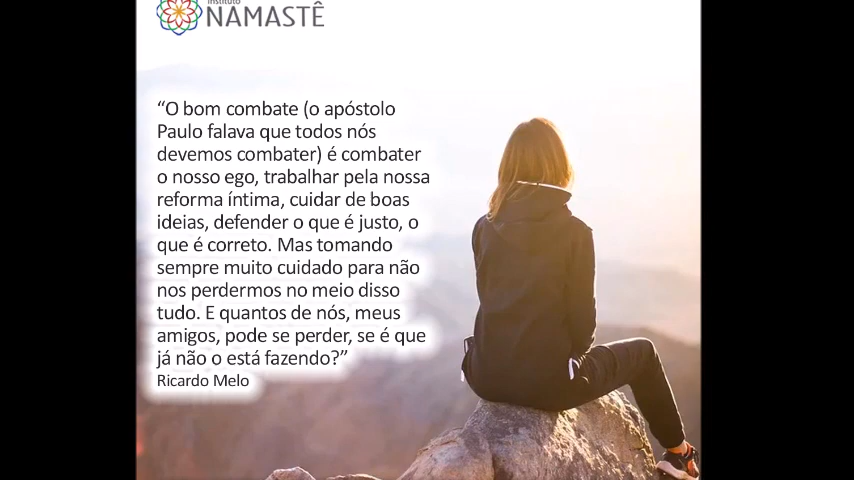 Instituto
NAMASTÊ
“O bom combate (o apóstolo
Paulo falava que todos nós
devemos combater) é combater
o nosso ego, trabalhar pela nossa
reforma íntima, cuidar de boas
ideias, defender o que é justo, o
que é correto. Mas tomando
sempre muito cuidado para não
nos perdermos no meio disso
tudo. E quantos de nós, meus
amigos, pode se perder, se é que
já não o está fazendo?”
Ricardo Melo